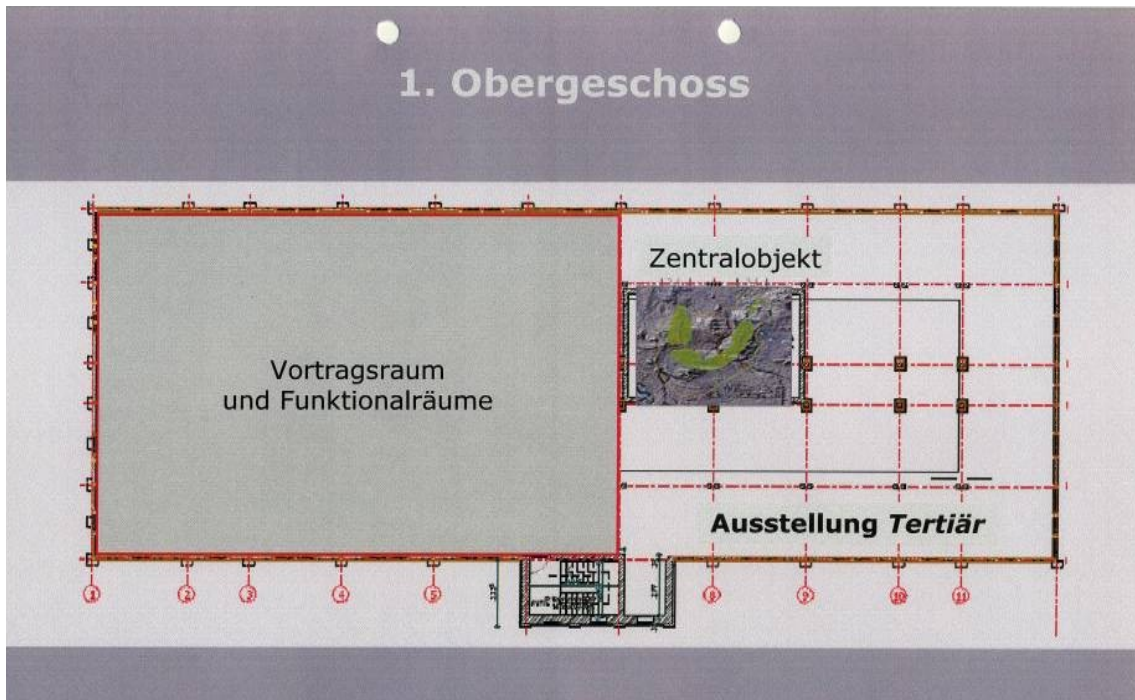 1. Obergeschoss
Zentralobjekt
Vortragsraum
und Funktionalräume
Ausstellung Tertiär
1 2 3 4 5 8 9 10 11